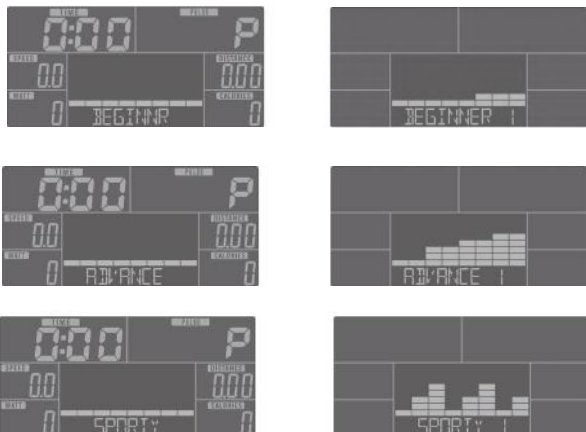 TIME PULSE
0:00 P
SPEED DISTANCE
0.0 0.00
WATT CALORIES
0 BEGINNR 0
BEGINNER 1
TIME PULSE
0:00 P
SPEED DISTANCE
0.0 0.00
WATT CALORIES
0 ADVANCE 0
ADVANCE 1
TIME PULSE
0:00 P
SPEED DISTANCE
0.0 0.00
WATT CALORIES
0 SPORTY 0
SPORTY 1